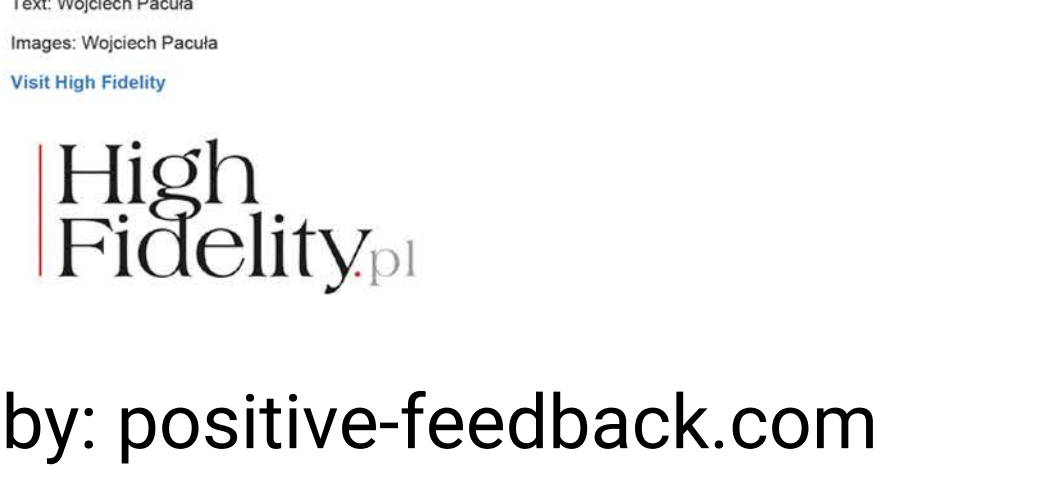 Text: Wojciech Pacuła
Images: Wojciech Pacuła
Visit High Fidelity
High
Fidelity.pl
by: positive-feedback.com